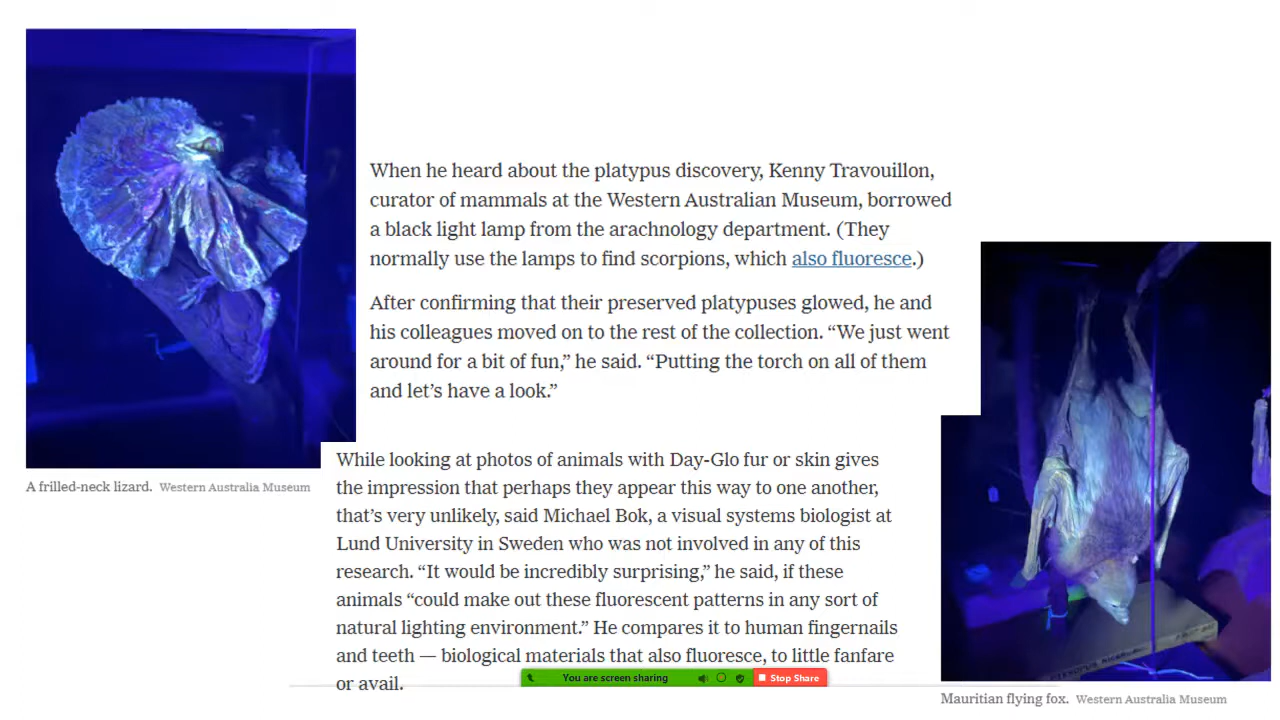 When he heard about the platypus discovery, Kenny Travouillon,
curator of mammals at the Western Australian Museum, borrowed
a black light lamp from the arachnology department. (They
normally use the lamps to find scorpions, which also fluoresce.)
After confirming that their preserved platypuses glowed, he and
his colleagues moved on to the rest of the collection. “We just went
around for a bit of fun,” he said. “Putting the torch on all of them
and let’s have a look.”
A frilled-neck lizard. Western Australia Museum
While looking at photos of animals with Day-Glo fur or skin gives
the impression that perhaps they appear this way to one another,
that’s very unlikely, said Michael Bok, a visual systems biologist at
Lund University in Sweden who was not involved in any of this
research. “It would be incredibly surprising,” he said, if these
animals “could make out these fluorescent patterns in any sort of
natural lighting environment.” He compares it to human fingernails
and teeth — biological materials that also fluoresce, to little fanfare
or avail.
You are screen sharing
Stop Share
Mauritian flying fox. Western Australia Museum